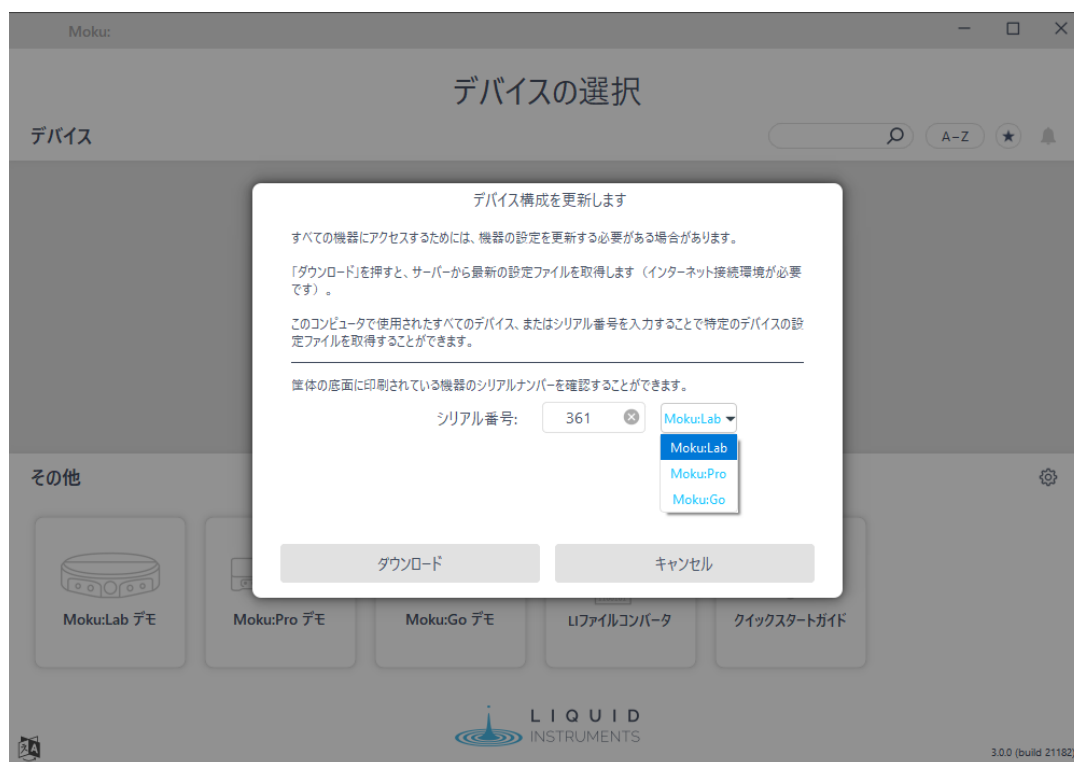 Moku:
デバイスの選択
デバイス
A-Z
デバイス構成を更新します
すべての機器にアクセスするためには、機器の設定を更新する必要がある場合があります。
「ダウンロード」を押すと、サーバーから最新の設定ファイルを取得します（インターネット接続環境が必要
です）。
このコンピュータで使用されたすべてのデバイス、またはシリアル番号を入力することで特定のデバイスの設
定ファイルを取得することができます。
筐体の底面に印刷されている機器のシリアルナンバーを確認することができます。
シリアル番号: 361 Moku:Lab
Moku:Lab
Moku:Pro
Moku:Go
その他
ダウンロード キャンセル
Moku:Lab デモ Moku:Pro デモ Moku:Go デモ LIファイルコンバータ クイックスタートガイド
LIQUID
INSTRUMENTS
3.0.0 (build 21182)